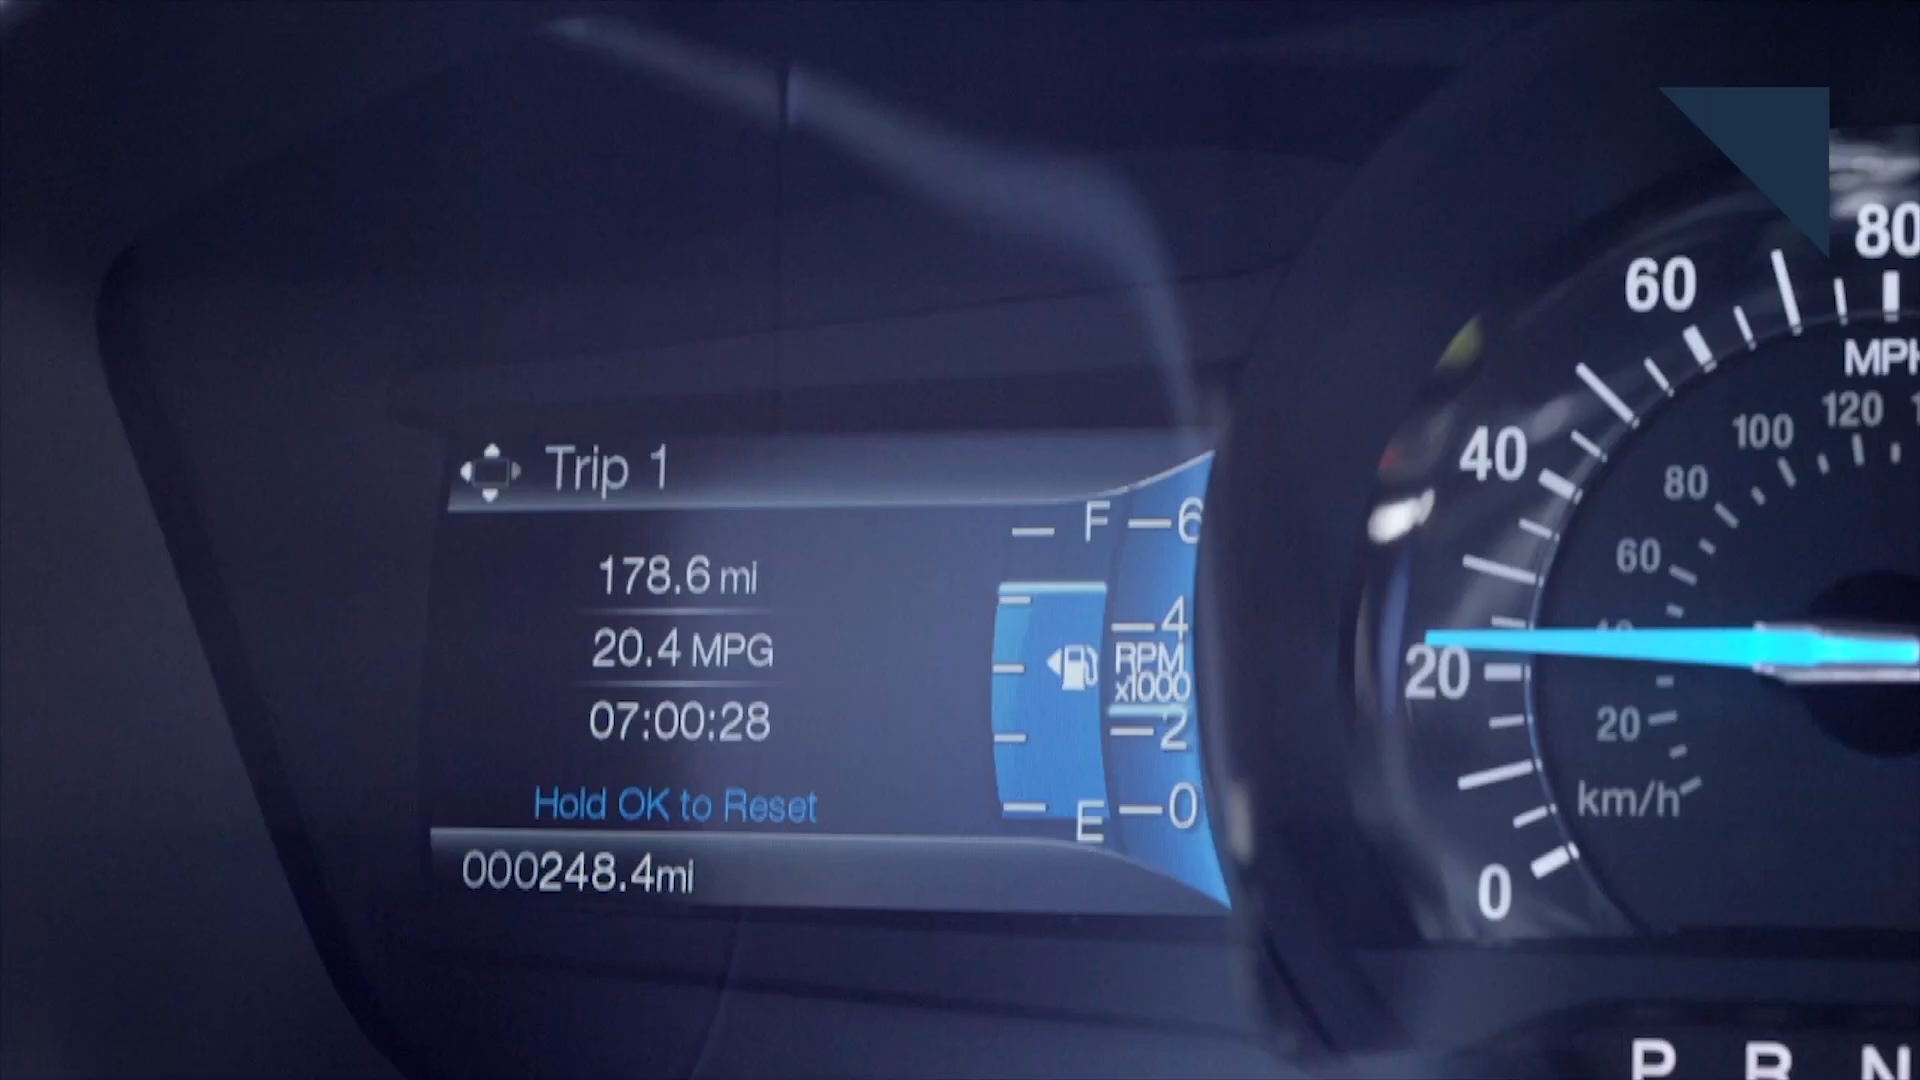 Trip 1
178.6 mi
20.4 MPG
07:00:28
Hold OK to Reset
000248.4mi
F
E
6
4
RPM
x1000
2
0
80
60
40
20
0
MPH
120
100
80
60
20
km/h
P R N